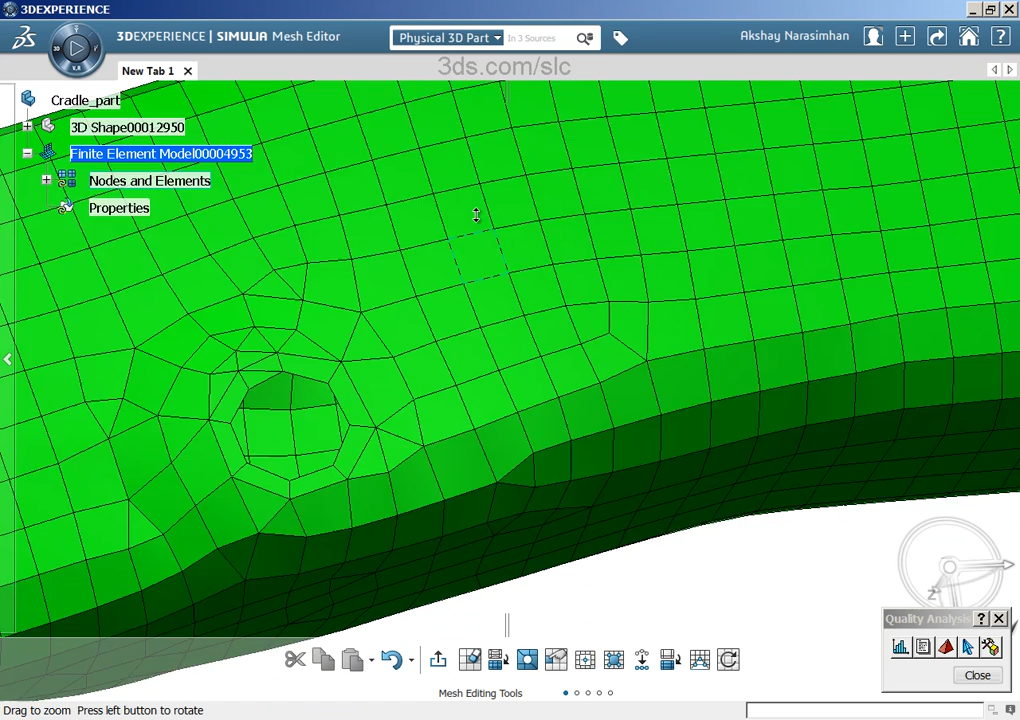 3DEXPERIENCE
3DEXPERIENCE | SIMULIA Mesh Editor
Physical 3D Part
In 3 Sources
Akshay Narasimhan
3D
V.R
New Tab 1
3ds.com/slc
Cradle_part
3D Shape00012950
Finite Element Model00004953
Nodes and Elements
Properties
z
Quality Analysis
Close
Mesh Editing Tools
Drag to zoom Press left button to rotate